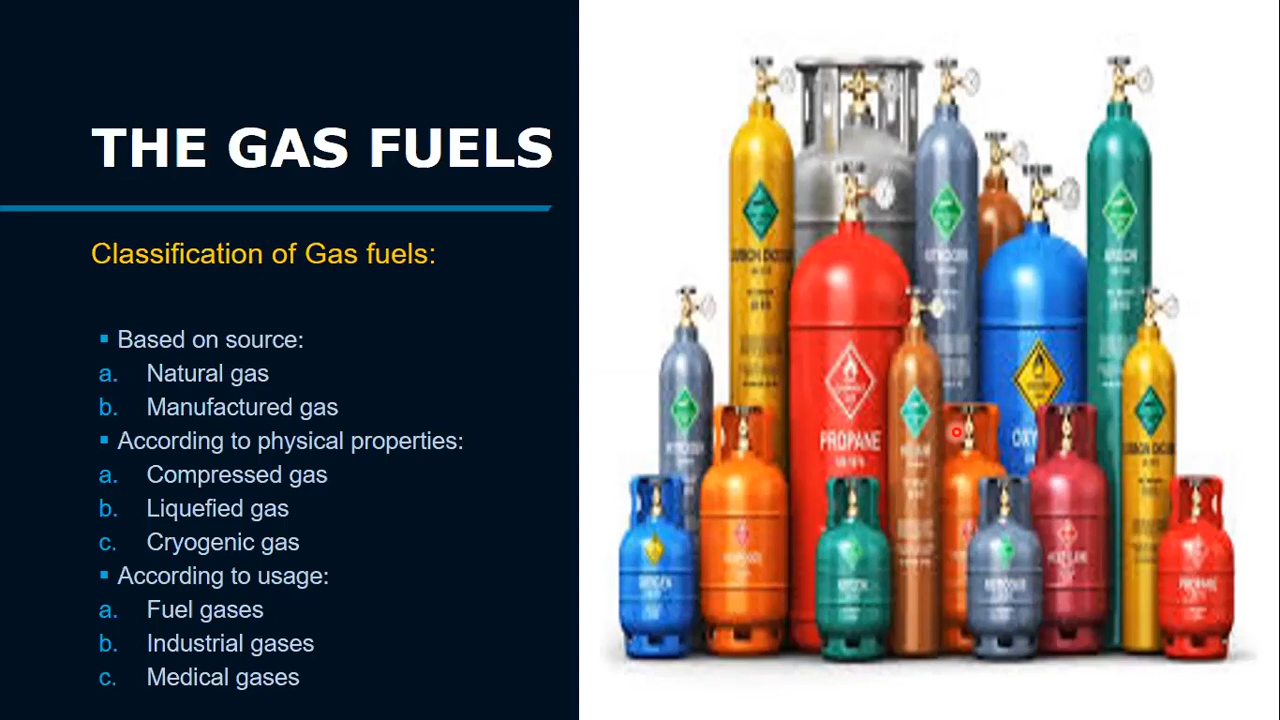 THE GAS FUELS
Classification of Gas fuels:
▪ Based on source:
a. Natural gas
b. Manufactured gas
▪ According to physical properties:
a. Compressed gas
b. Liquefied gas
c. Cryogenic gas
▪ According to usage:
a. Fuel gases
b. Industrial gases
c. Medical gases
PROPANE
OXY